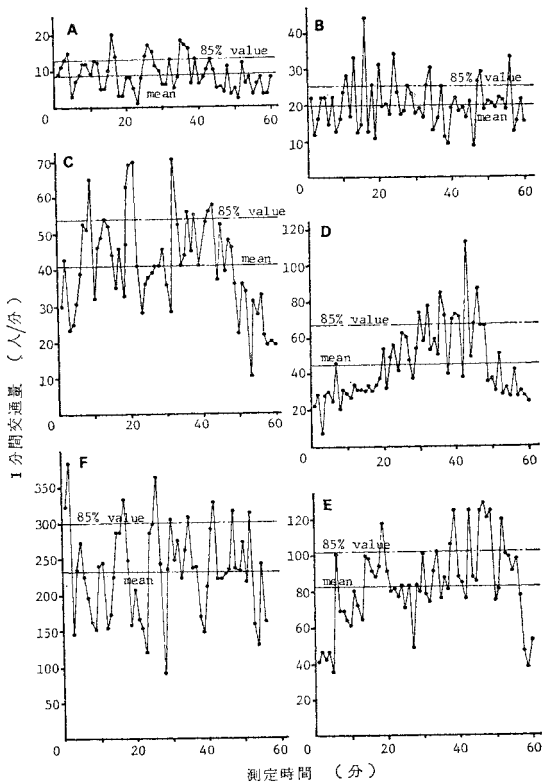 A
20
85% value
10
mean
0 20 40 60
B
40
30
85% value
20
mean
10
0 20 40 60
C
70
60
85% value
50
40
mean
30
20
10
0 20 40 60
D
120
100
80
85% value
60
mean
40
20
0 20 40 60
F
350
300
85% value
250
mean
200
150
100
50
0 20 40 60
E
120
85% value
100
mean
80
60
40
20
0 20 40 60
1分間交通量 (人/分)
測定時間 (分)